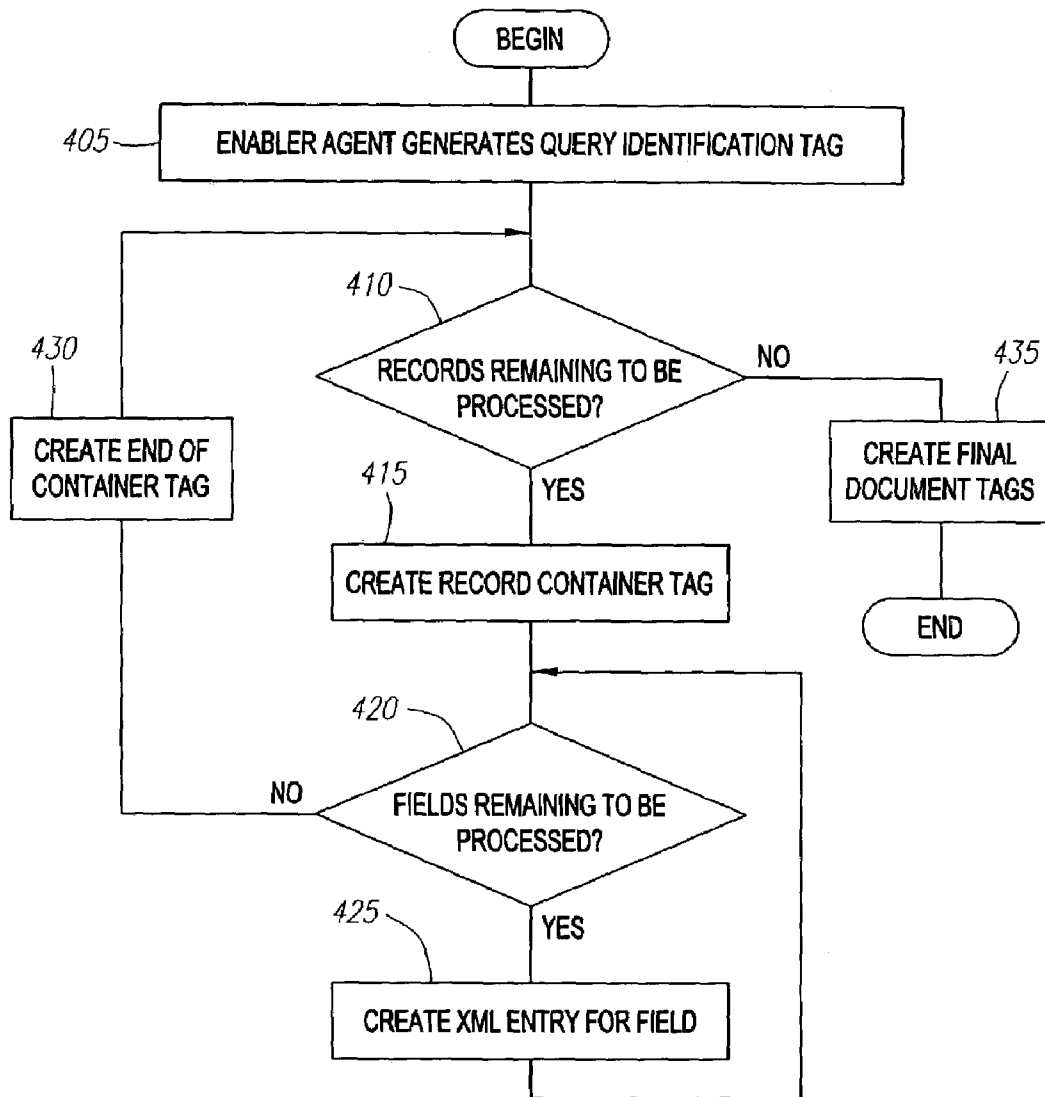 BEGIN
405
ENABLER AGENT GENERATES QUERY IDENTIFICATION TAG
410
RECORDS REMAINING TO BE
PROCESSED?
NO
435
430
CREATE END OF
CONTAINER TAG
CREATE FINAL
DOCUMENT TAGS
YES
415
CREATE RECORD CONTAINER TAG
END
420
NO
FIELDS REMAINING TO BE
PROCESSED?
YES
425
CREATE XML ENTRY FOR FIELD